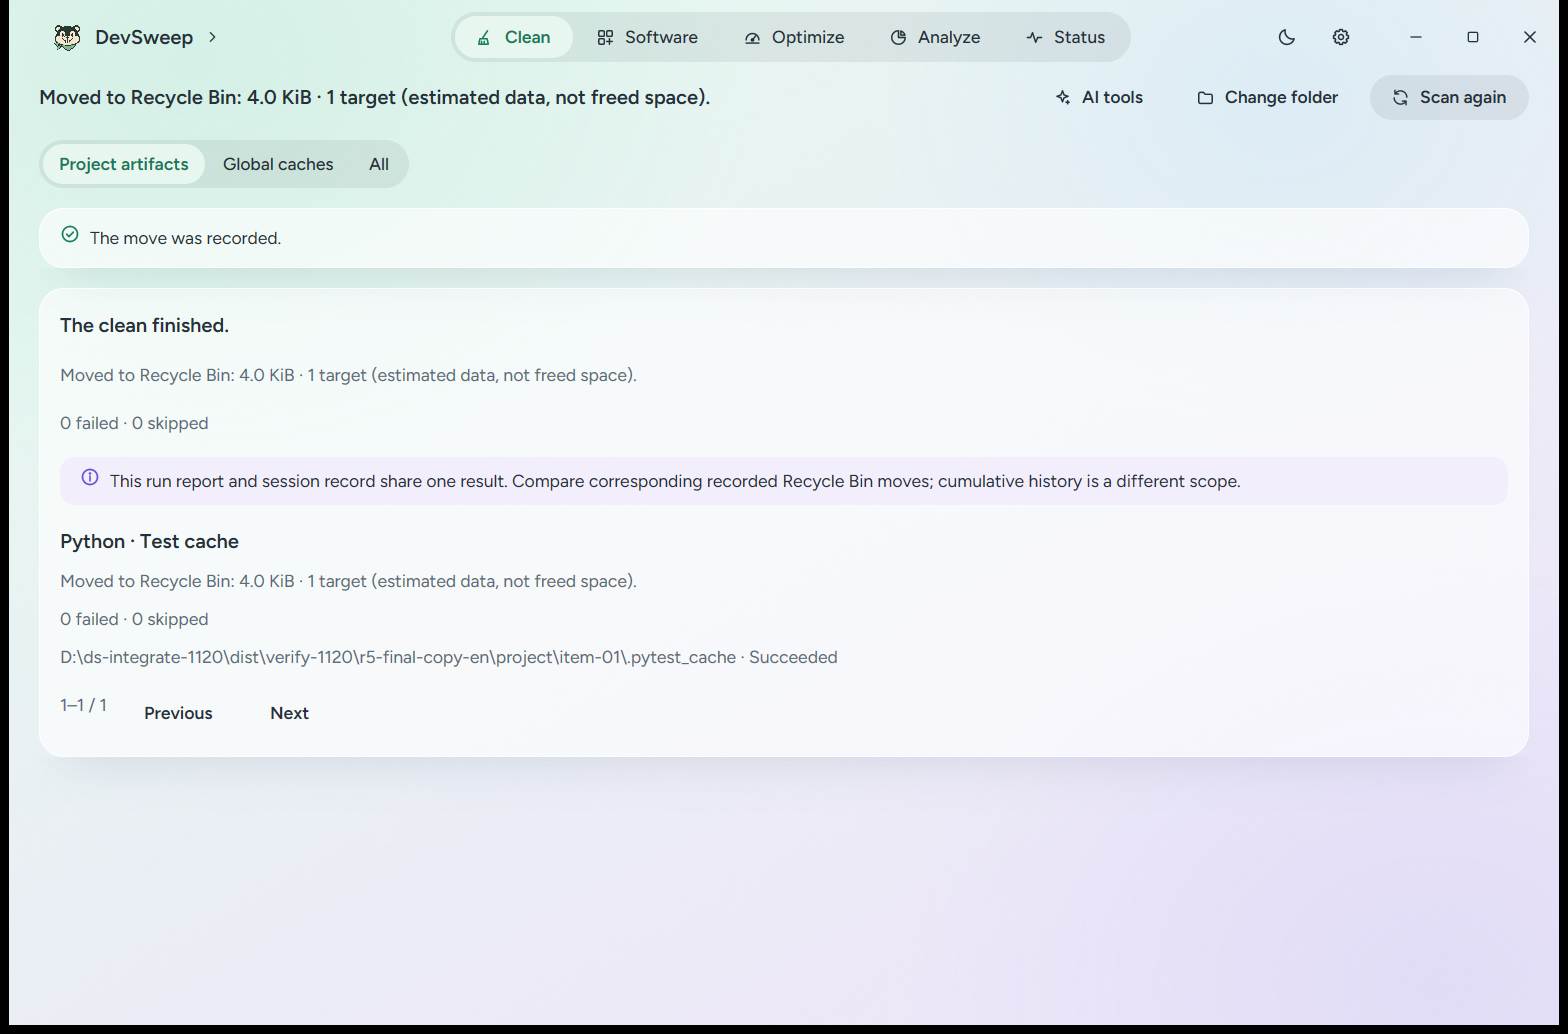 DevSweep
Clean
Software
Optimize
Analyze
Status
Moved to Recycle Bin: 4.0 KiB · 1 target (estimated data, not freed space).
AI tools
Change folder
Scan again
Project artifacts
Global caches
All
The move was recorded.
The clean finished.
Moved to Recycle Bin: 4.0 KiB · 1 target (estimated data, not freed space).
0 failed · 0 skipped
This run report and session record share one result. Compare corresponding recorded Recycle Bin moves; cumulative history is a different scope.
Python · Test cache
Moved to Recycle Bin: 4.0 KiB · 1 target (estimated data, not freed space).
0 failed · 0 skipped
D:\ds-integrate-1120\dist\verify-1120\r5-final-copy-en\project\item-01\.pytest_cache · Succeeded
1–1 / 1
Previous
Next